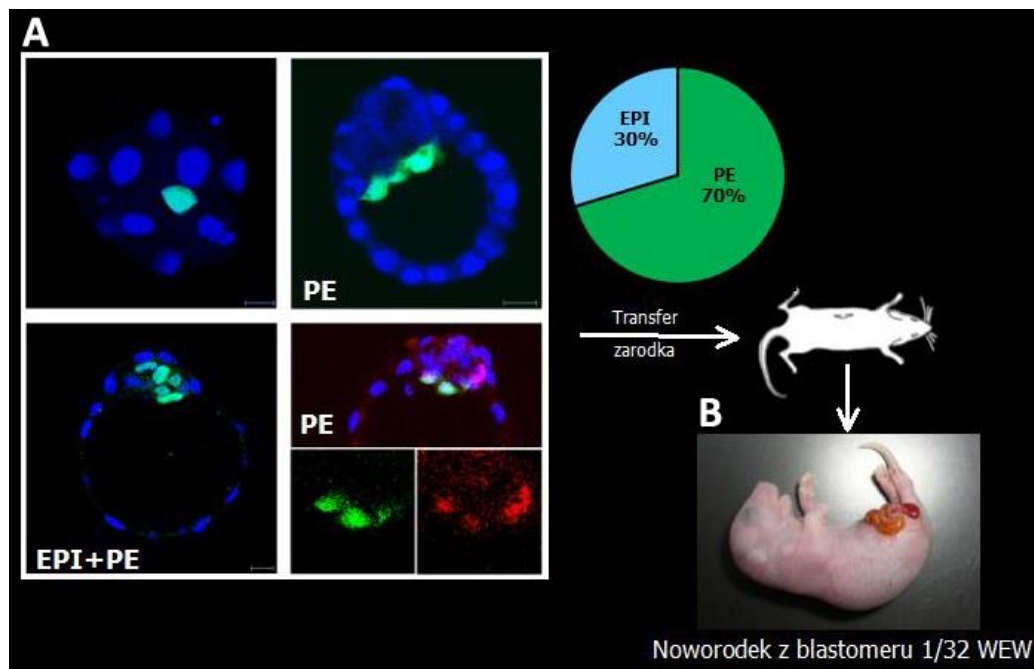 A
PE
EPI+PE
PE
EPI
30%
PE
70%
Transfer
zarodka
B
Noworodek z blastomeru 1/32 WEW